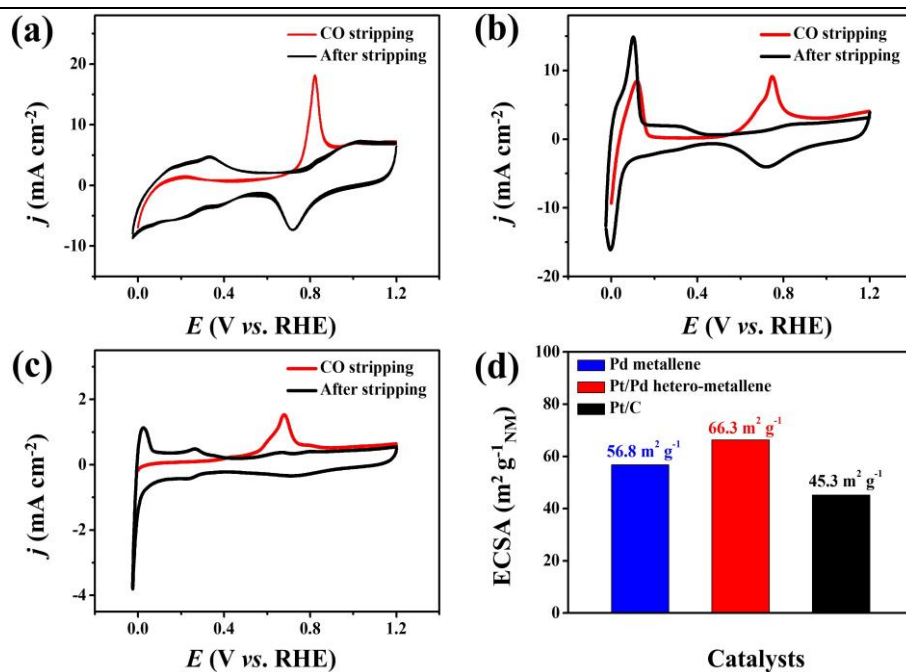 (a)
CO stripping
After stripping
20
10
0
-10
j (mA cm-2)
0.0 0.4 0.8 1.2
E (V vs. RHE)
(b)
CO stripping
After stripping
10
0
-10
-20
j (mA cm-2)
0.0 0.4 0.8 1.2
E (V vs. RHE)
(c)
CO stripping
After stripping
2
0
-2
-4
j (mA cm-2)
0.0 0.4 0.8 1.2
E (V vs. RHE)
(d)
Pd metallene
Pt/Pd hetero-metallene
Pt/C
100
80
60
40
20
0
ECSA (m2 g-1NM)
56.8 m2 g-1
66.3 m2 g-1
45.3 m2 g-1
Catalysts